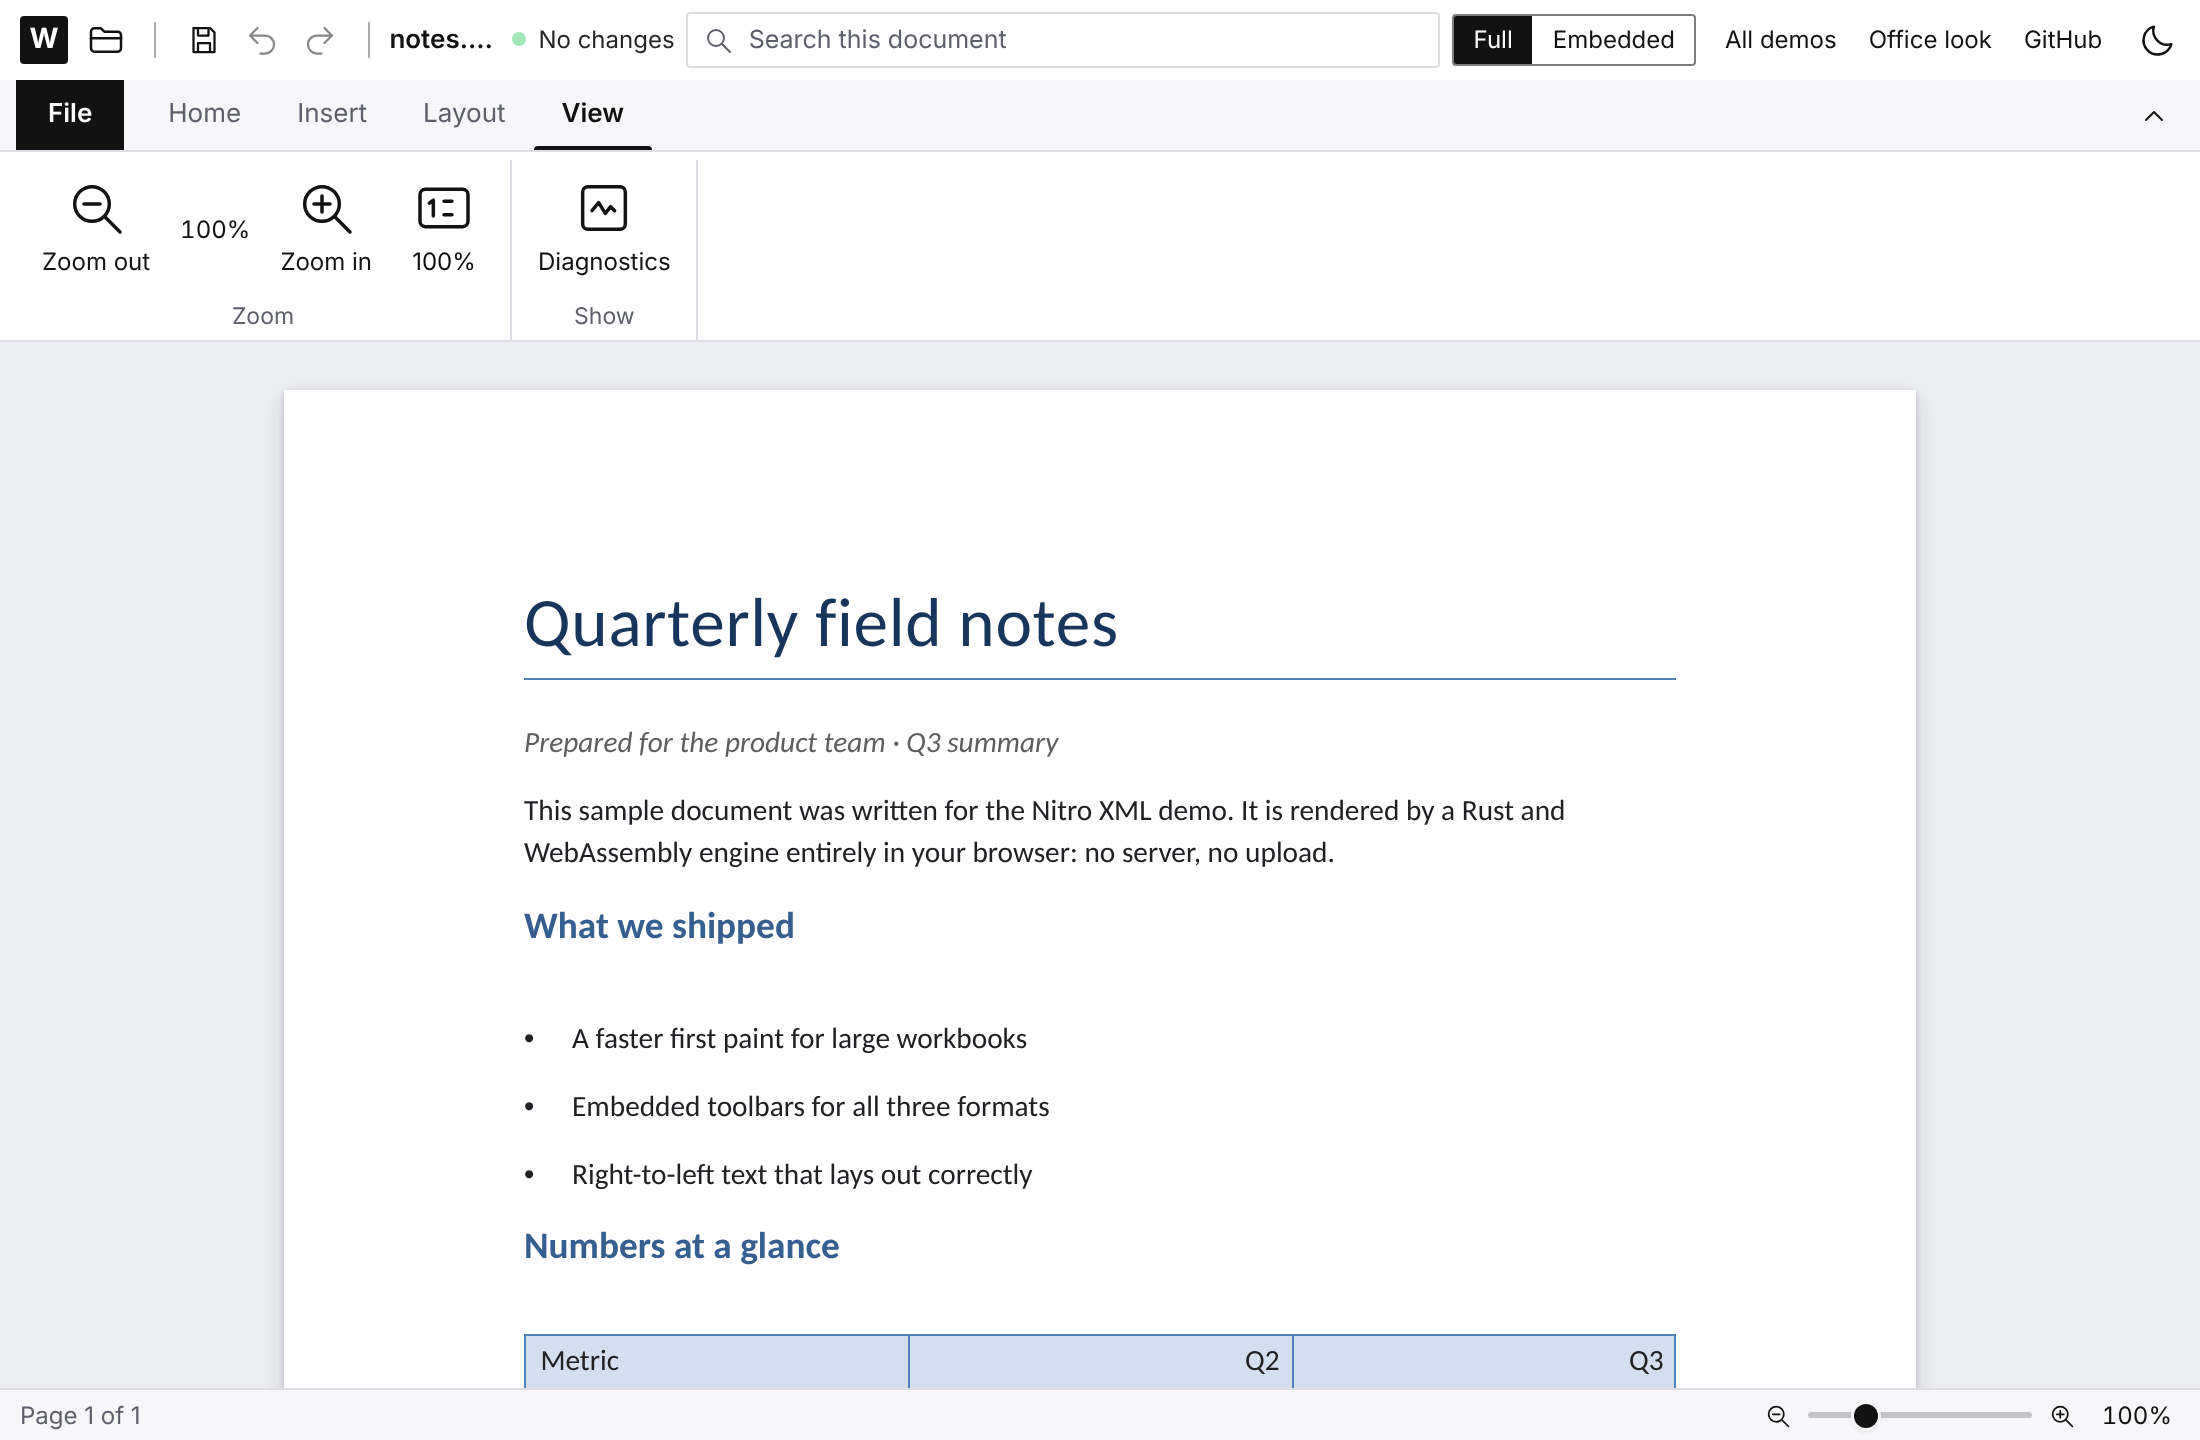 W notes.... No changes Search this document Full Embedded All demos Office look GitHub
File Home Insert Layout View
100%
Zoom out Zoom in 100% Diagnostics
Zoom Show
Quarterly field notes
Prepared for the product team · Q3 summary
This sample document was written for the Nitro XML demo. It is rendered by a Rust and
WebAssembly engine entirely in your browser: no server, no upload.
What we shipped
• A faster first paint for large workbooks
• Embedded toolbars for all three formats
• Right-to-left text that lays out correctly
Numbers at a glance
Metric Q2 Q3
Page 1 of 1 100%